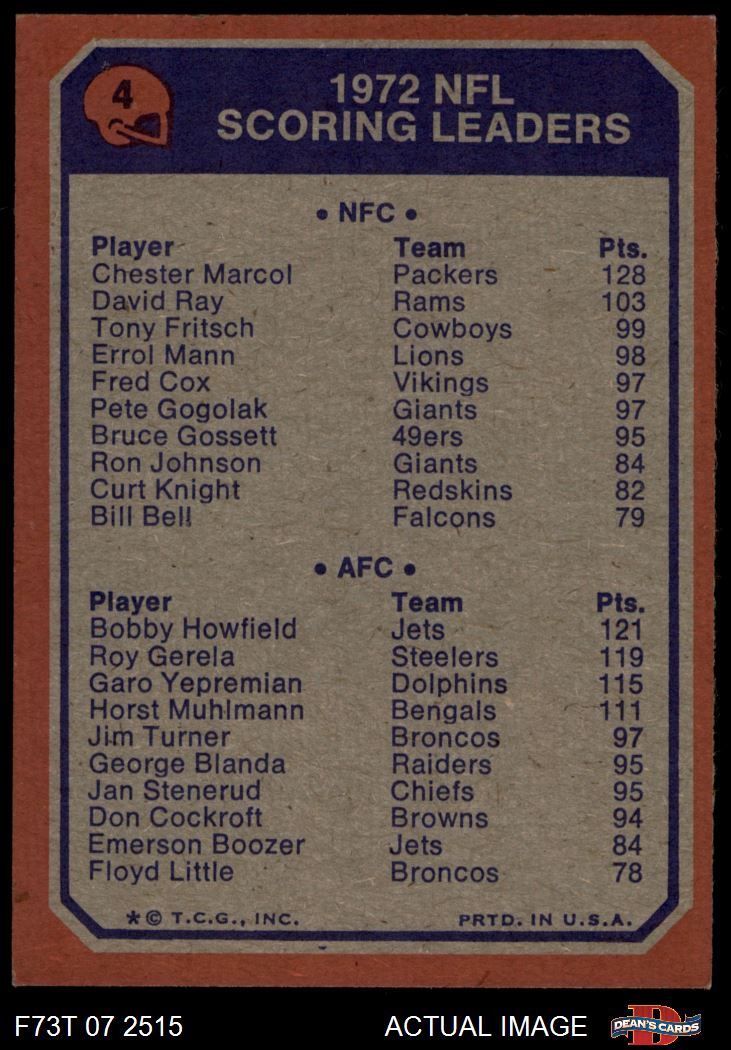 4
1972 NFL
SCORING LEADERS
• NFC •
Player Team Pts.
Chester Marcol Packers 128
David Ray Rams 103
Tony Fritsch Cowboys 99
Errol Mann Lions 98
Fred Cox Vikings 97
Pete Gogolak Giants 97
Bruce Gossett 49ers 95
Ron Johnson Giants 84
Curt Knight Redskins 82
Bill Bell Falcons 79
• AFC •
Player Team Pts.
Bobby Howfield Jets 121
Roy Gerela Steelers 119
Garo Yepremian Dolphins 115
Horst Muhlmann Bengals 111
Jim Turner Broncos 97
George Blanda Raiders 95
Jan Stenerud Chiefs 95
Don Cockroft Browns 94
Emerson Boozer Jets 84
Floyd Little Broncos 78
* © T.C.G., INC. PRTD. IN U.S.A.
F73T 07 2515 ACTUAL IMAGE D DEAN'S CARDS